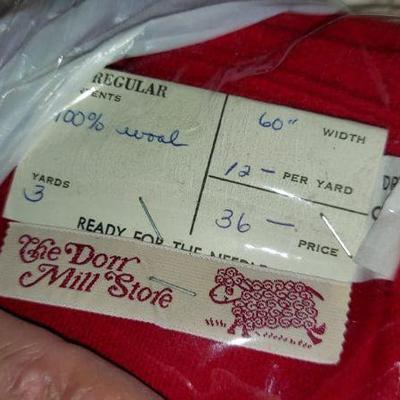 REGULAR
100% wool
60" WIDTH
12 - PER YARD
YARDS
3
36 - PRICE
READY FOR THE NEEDLE
The Dorr
Mill Store